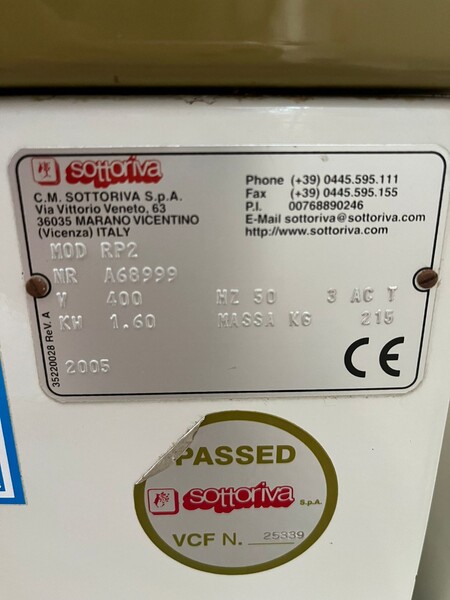 sottoriva
C.M. SOTTORIVA S.p.A.
Via Vittorio Veneto, 63
36035 MARANO VICENTINO
(Vicenza) ITALY
Phone (+39) 0445.595.111
Fax (+39) 0445.595.155
P.I. 00768890246
E-Mail sottoriva@sottoriva.com
http://www.sottoriva.com
MOD RP2
NR A68999
V 400 HZ 50 3 AC T
KW 1.60 MASSA KG 215
2005
CE
35220028 ReV. A
PASSED
sottoriva S.p.A.
VCF N. 25339